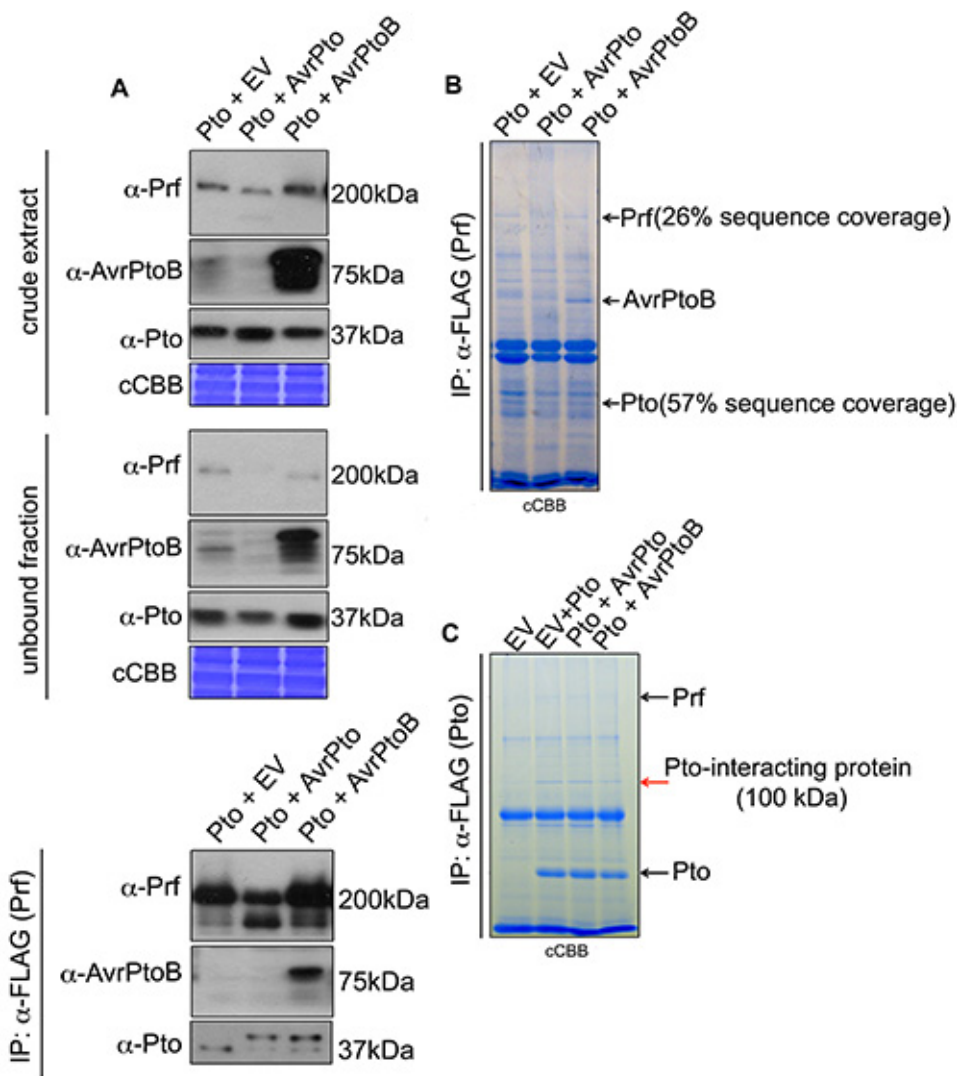 A
Pto + EV
Pto + AvrPto
Pto + AvrPtoB
crude extract
α-Prf
200kDa
α-AvrPtoB
75kDa
α-Pto
37kDa
cCBB
unbound fraction
α-Prf
200kDa
α-AvrPtoB
75kDa
α-Pto
37kDa
cCBB
Pto + EV
Pto + AvrPto
Pto + AvrPtoB
IP: α-FLAG (Prf)
α-Prf
200kDa
α-AvrPtoB
75kDa
α-Pto
37kDa
B
Pto + EV
Pto + AvrPto
Pto + AvrPtoB
IP: α-FLAG (Prf)
Prf(26% sequence coverage)
AvrPtoB
Pto(57% sequence coverage)
cCBB
C
EV
EV+Pto
Pto + AvrPto
Pto + AvrPtoB
IP: α-FLAG (Pto)
Prf
Pto-interacting protein
(100 kDa)
Pto
cCBB